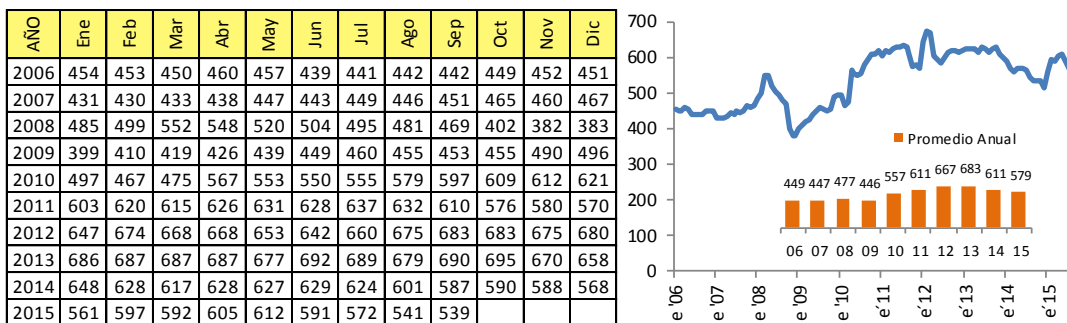 AÑO Ene Feb Mar Abr May Jun Jul Ago Sep Oct Nov Dic
2006 454 453 450 460 457 439 441 442 442 449 452 451
2007 431 430 433 438 447 443 449 446 451 465 460 467
2008 485 499 552 548 520 504 495 481 469 402 382 383
2009 399 410 419 426 439 449 460 455 453 455 490 496
2010 497 467 475 567 553 550 555 579 597 609 612 621
2011 603 620 615 626 631 628 637 632 610 576 580 570
2012 647 674 668 668 653 642 660 675 683 683 675 680
2013 686 687 687 687 677 692 689 679 690 695 670 658
2014 648 628 617 628 627 629 624 601 587 590 588 568
2015 561 597 592 605 612 591 572 541 539
700
600
500
400
300
200
100
0
Promedio Anual
449 447 477 446 557 611 667 683 611 579
06 07 08 09 10 11 12 13 14 15
e'06 e'07 e'08 e'09 e'10 e'11 e'12 e'13 e'14 e'15